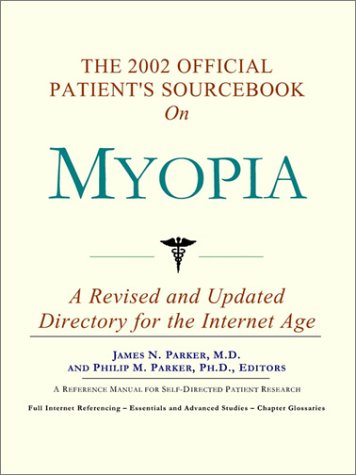 THE 2002 OFFICIAL
PATIENT'S SOURCEBOOK
On
MYOPIA
A Revised and Updated
Directory for the Internet Age
JAMES N. PARKER, M.D.
AND PHILIP M. PARKER, PH.D., EDITORS
A REFERENCE MANUAL FOR SELF-DIRECTED PATIENT RESEARCH
Full Internet Referencing – Essentials and Advanced Studies – Chapter Glossaries